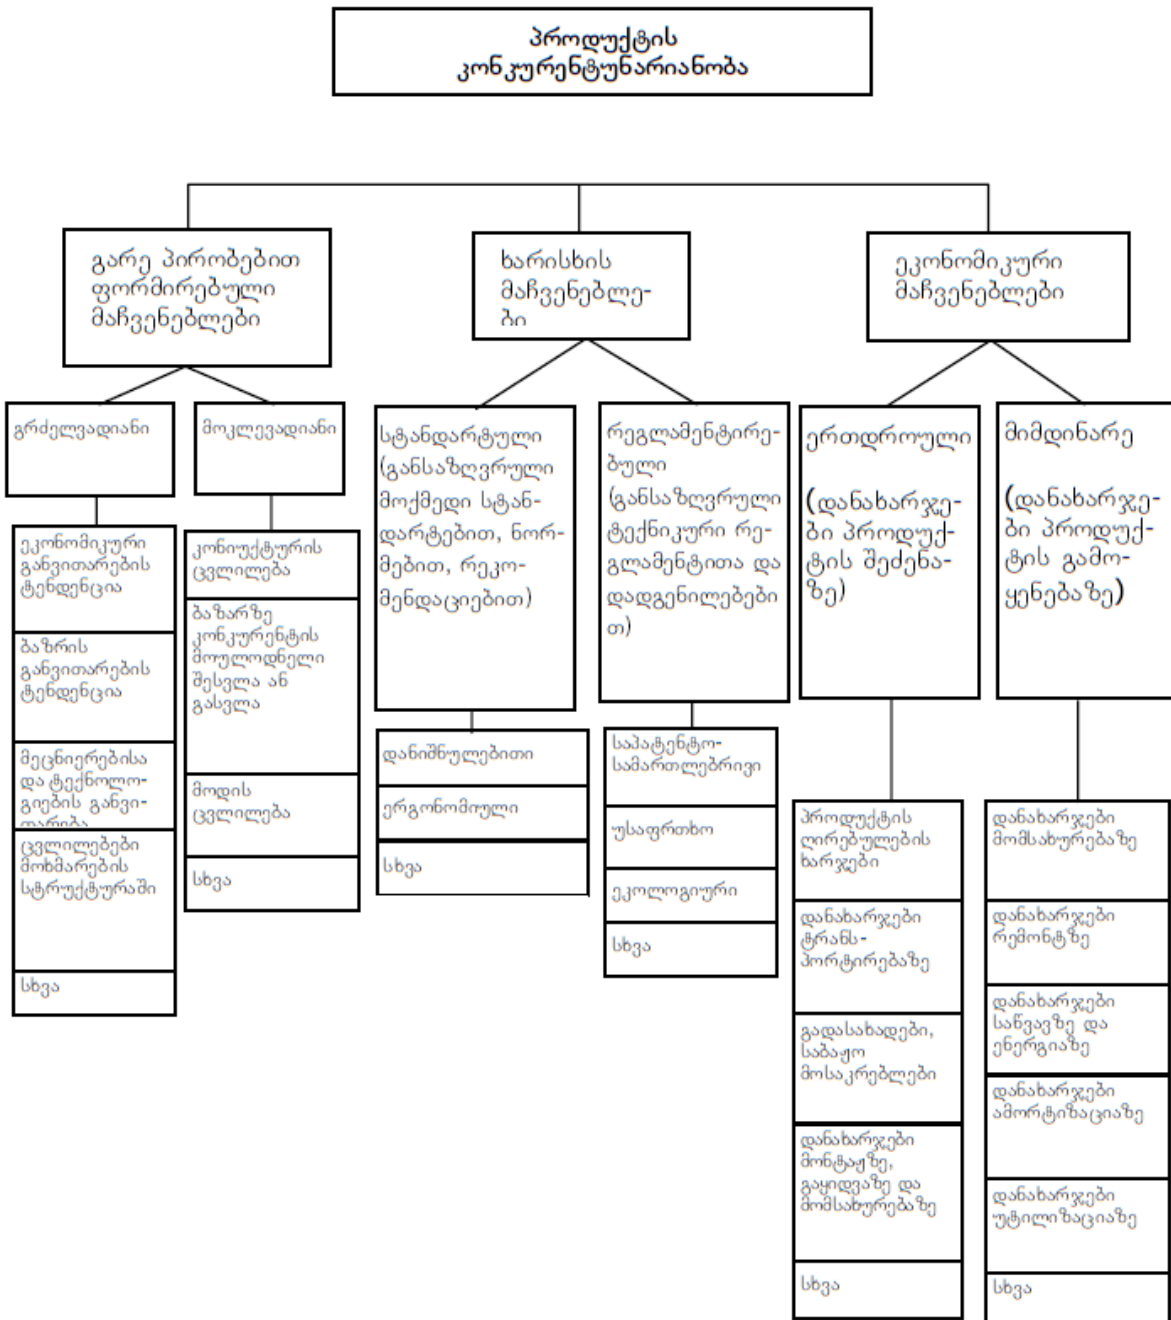 პროდუქტის
კონკურენტუნარიანობა
გარე პირობებით
ფორმირებული
მაჩვენებლები
ხარისხის
მაჩვენებლე-
ბი
ეკონომიკური
მაჩვენებლები
გრძელვადიანი
მოკლევადიანი
სტანდარტული
(განსაზღვრული
მოქმედი სტან-
დარტებით, ნორ-
მებით, რეკო-
მენდაციებით)
რეგლამენტირე-
ბული
(განსაზღვრული
ტექნიკური რე-
გლამენტითა და
დადგენილებები
თ)
ერთდროული
(დანახარჯე-
ბი პროდუქ-
ტის შეძენა-
ზე)
მიმდინარე
(დანახარჯე-
ბი პროდუქ-
ტის გამო-
ყენებაზე)
ეკონომიკური
განვითარების
ტენდენცია
ბაზრის
განვითარების
ტენდენცია
მეცნიერებისა
და ტექნოლო-
გიების განვი-
თარება
ცვლილებები
მოხმარების
სტრუქტურაში
სხვა
კონიუქტურის
ცვლილება
ბაზარზე
კონკურენტის
მოულოდნელი
შესვლა ან
გასვლა
მოდის
ცვლილება
სხვა
დანიშნულებითი
ერგონომიული
სხვა
საპატენტო-
სამართლებრივი
უსაფრთხო
ეკოლოგიური
სხვა
პროდუქტის
ღირებულების
ხარჯები
დანახარჯები
ტრანს-
პორტირებაზე
გადასახადები,
საბაჟო
მოსაკრებლები
დანახარჯები
მონტაჟზე,
გაყიდვაზე და
მომსახურებაზე
სხვა
დანახარჯები
მომსახურებაზე
დანახარჯები
რემონტზე
დანახარჯები
საწვავზე და
ენერგიაზე
დანახარჯები
ამორტიზაციაზე
დანახარჯები
უტილიზაციაზე
სხვა